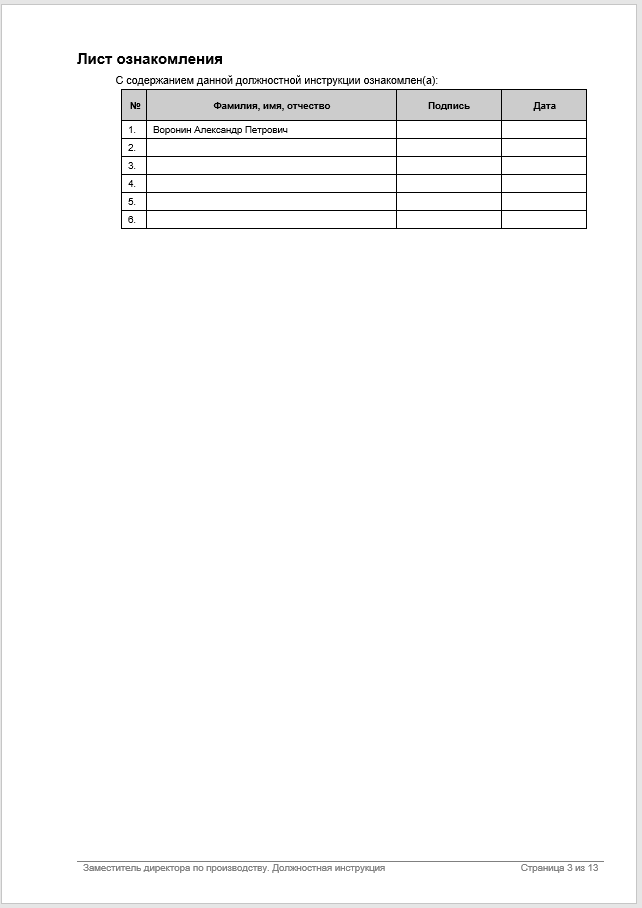 Лист ознакомления
С содержанием данной должностной инструкции ознакомлен(а):
№ Фамилия, имя, отчество Подпись Дата
1. Воронин Александр Петрович
2.
3.
4.
5.
6.
Заместитель директора по производству. Должностная инструкция Страница 3 из 13